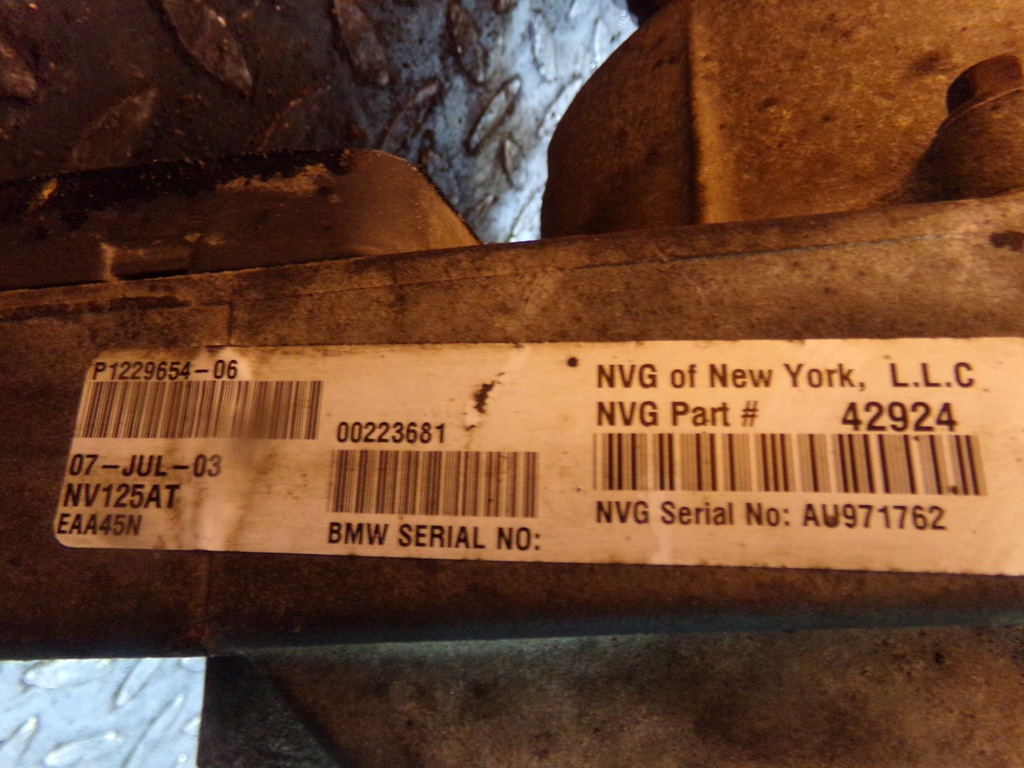 P1229654-06
07-JUL-03
NV125AT
EAA45N
00223681
BMW SERIAL NO:
NVG of New York, L.L.C
NVG Part # 42924
NVG Serial No: AU971762